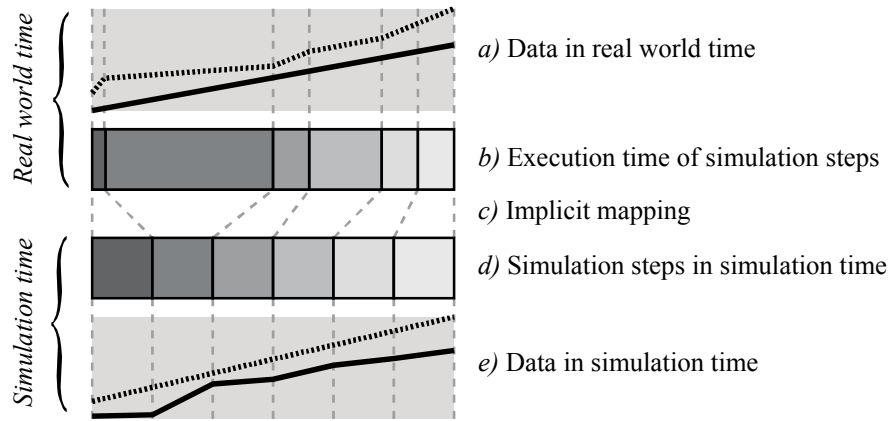 Real world time
a) Data in real world time
b) Execution time of simulation steps
c) Implicit mapping
Simulation time
d) Simulation steps in simulation time
e) Data in simulation time